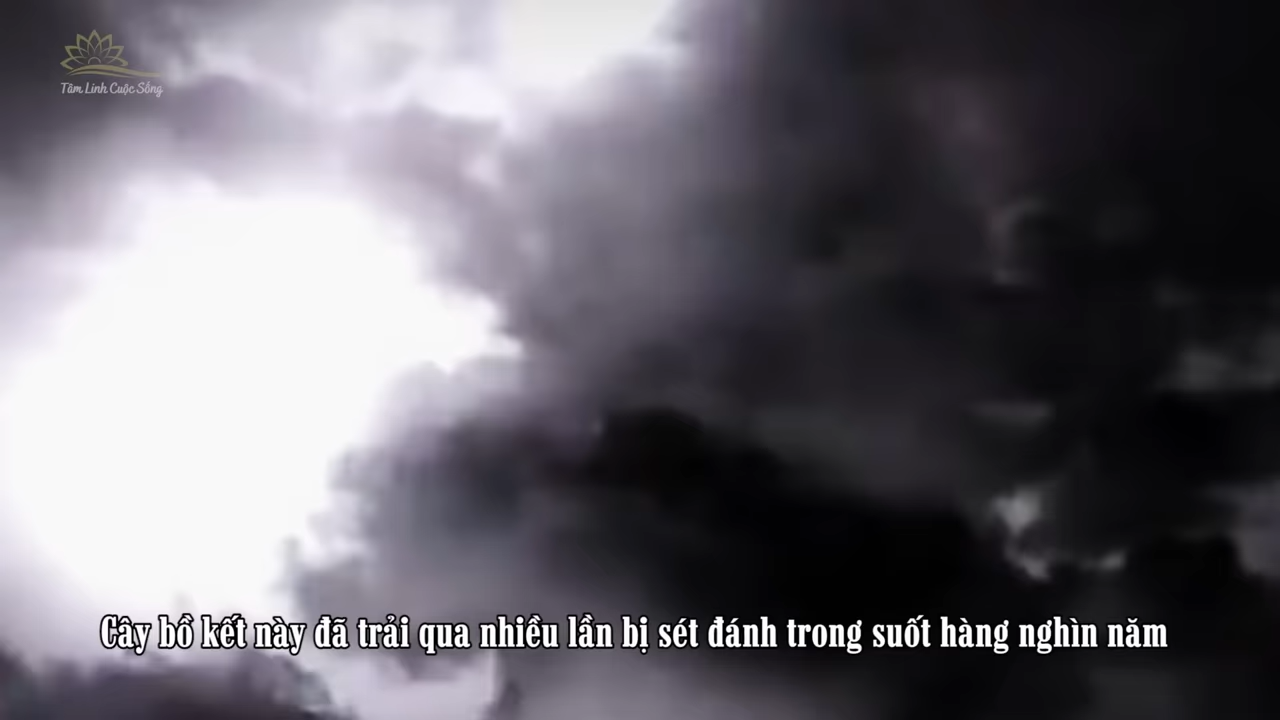 Tâm Linh Cuộc Sống
Cây bồ kết này đã trải qua nhiều lần bị sét đánh trong suốt hàng nghìn năm